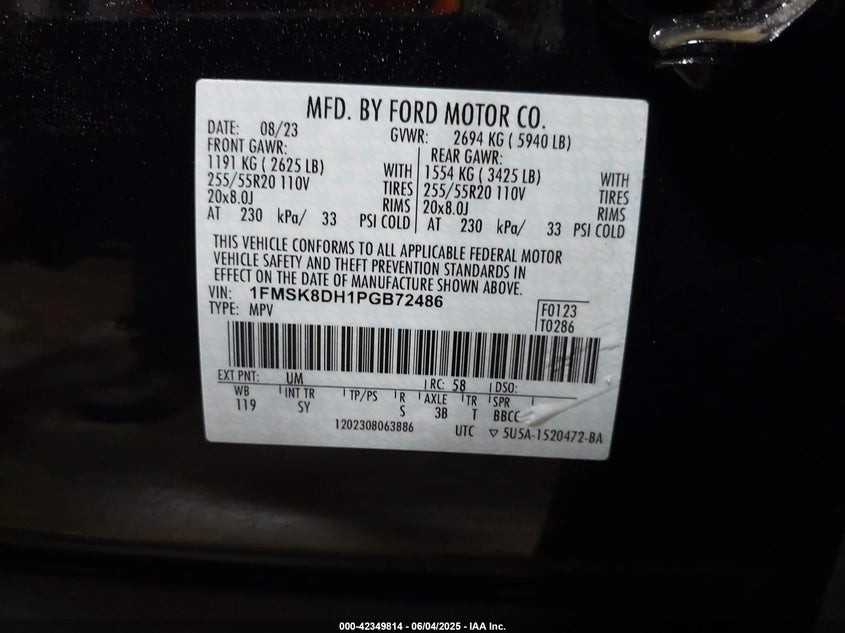 MFD. BY FORD MOTOR CO.
DATE: 08/23 GVWR: 2694 KG ( 5940 LB)
FRONT GAWR: REAR GAWR:
1191 KG ( 2625 LB) WITH 1554 KG ( 3425 LB) WITH
255/55R20 110V TIRES 255/55R20 110V TIRES
20x8.0J RIMS 20x8.0J RIMS
AT 230 kPa/ 33 PSI COLD AT 230 kPa/ 33 PSI COLD
THIS VEHICLE CONFORMS TO ALL APPLICABLE FEDERAL MOTOR
VEHICLE SAFETY AND THEFT PREVENTION STANDARDS IN
EFFECT ON THE DATE OF MANUFACTURE SHOWN ABOVE.
VIN: 1FMSK8DH1PGB72486
TYPE: MPV
F0123
T0286
EXT PNT: UM RC: 58 DSO:
WB INT TR TP/PS R AXLE TR SPR
119 SY S 3B T BBCC
1202308063886 UTC ▽ 5U5A-1520472-BA
000-42349814 - 06/04/2025 - IAA Inc.